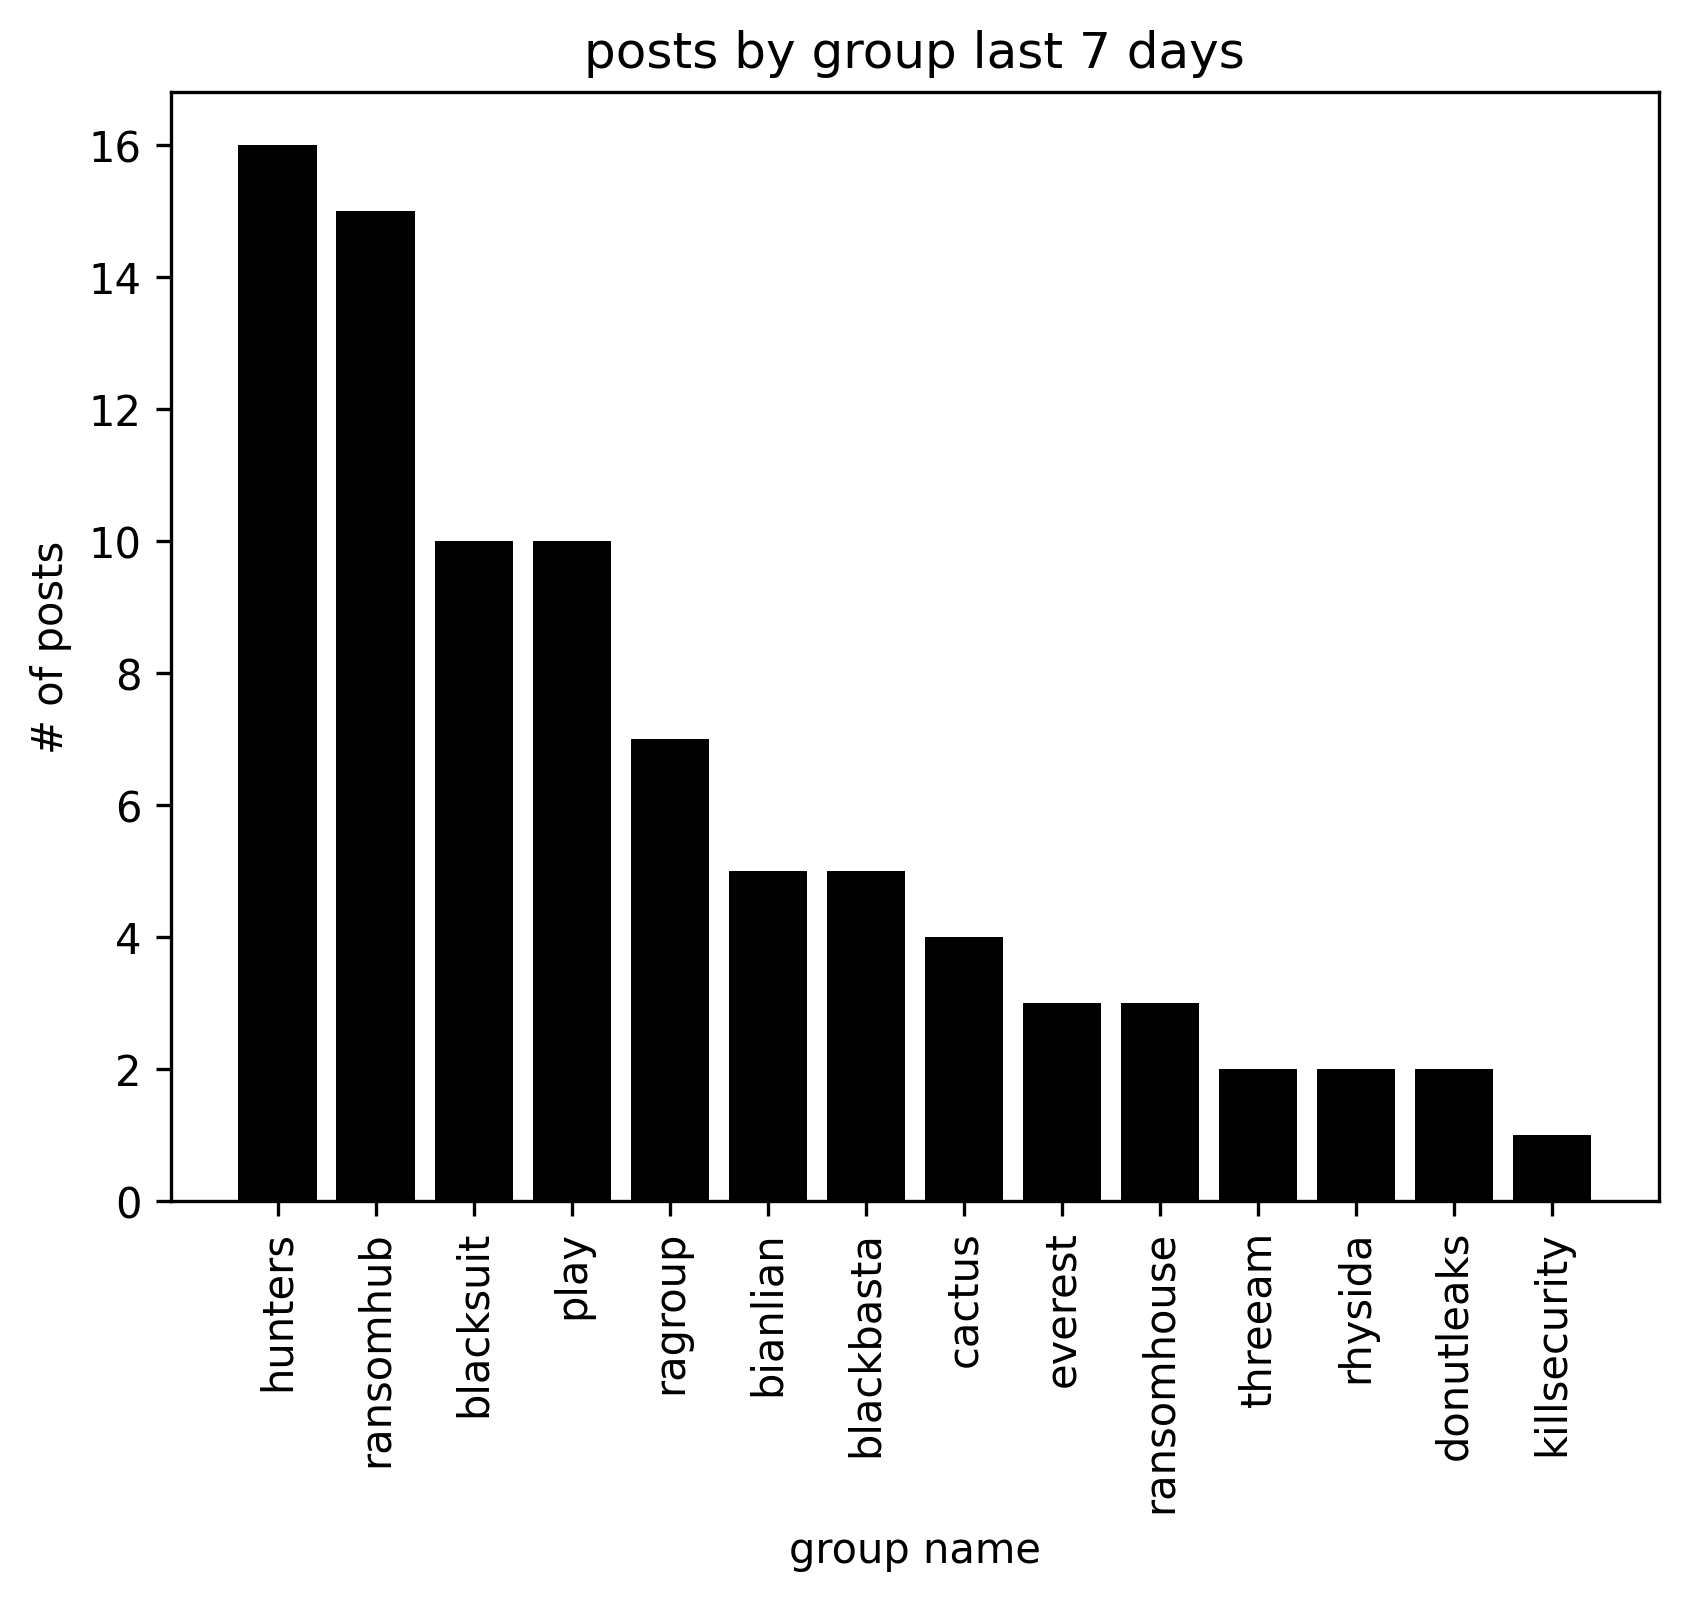 posts by group last 7 days
# of posts
16
14
12
10
8
6
4
2
0
hunters
ransomhub
blacksuit
play
ragroup
bianlian
blackbasta
cactus
everest
ransomhouse
threeam
rhysida
donutleaks
killsecurity
group name